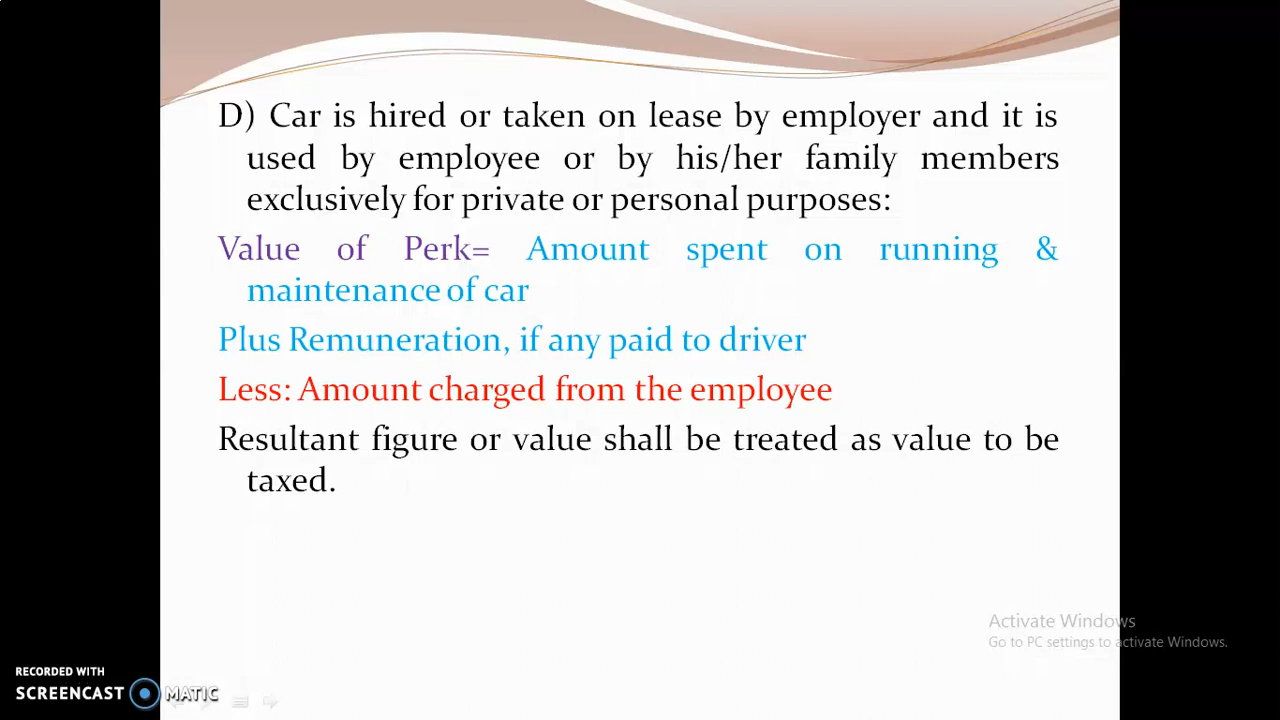 D) Car is hired or taken on lease by employer and it is
used by employee or by his/her family members
exclusively for private or personal purposes:
Value of Perk= Amount spent on running &
maintenance of car
Plus Remuneration, if any paid to driver
Less: Amount charged from the employee
Resultant figure or value shall be treated as value to be
taxed.
Activate Windows
Go to PC settings to activate Windows.
RECORDED WITH
SCREENCAST MATIC